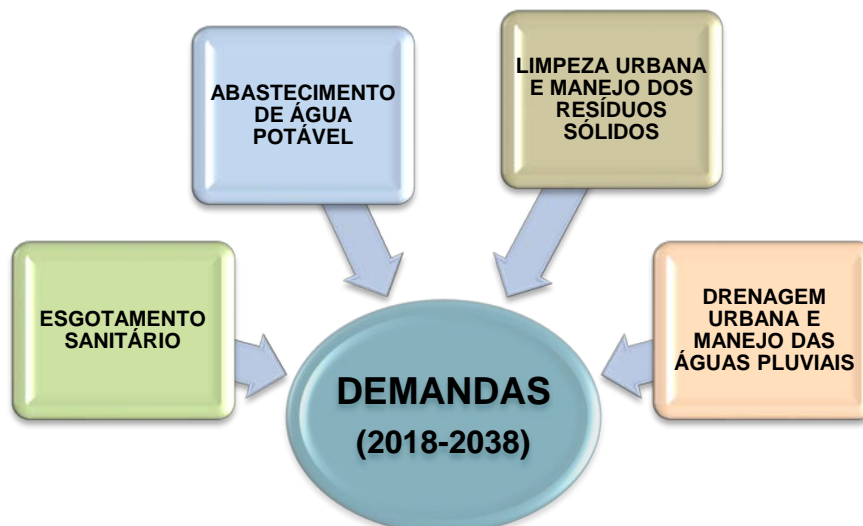 ABASTECIMENTO
DE ÁGUA
POTÁVEL
LIMPEZA URBANA
E MANEJO DOS
RESÍDUOS
SÓLIDOS
ESGOTAMENTO
SANITÁRIO
DRENAGEM
URBANA E
MANEJO DAS
ÁGUAS PLUVIAIS
DEMANDAS
(2018-2038)